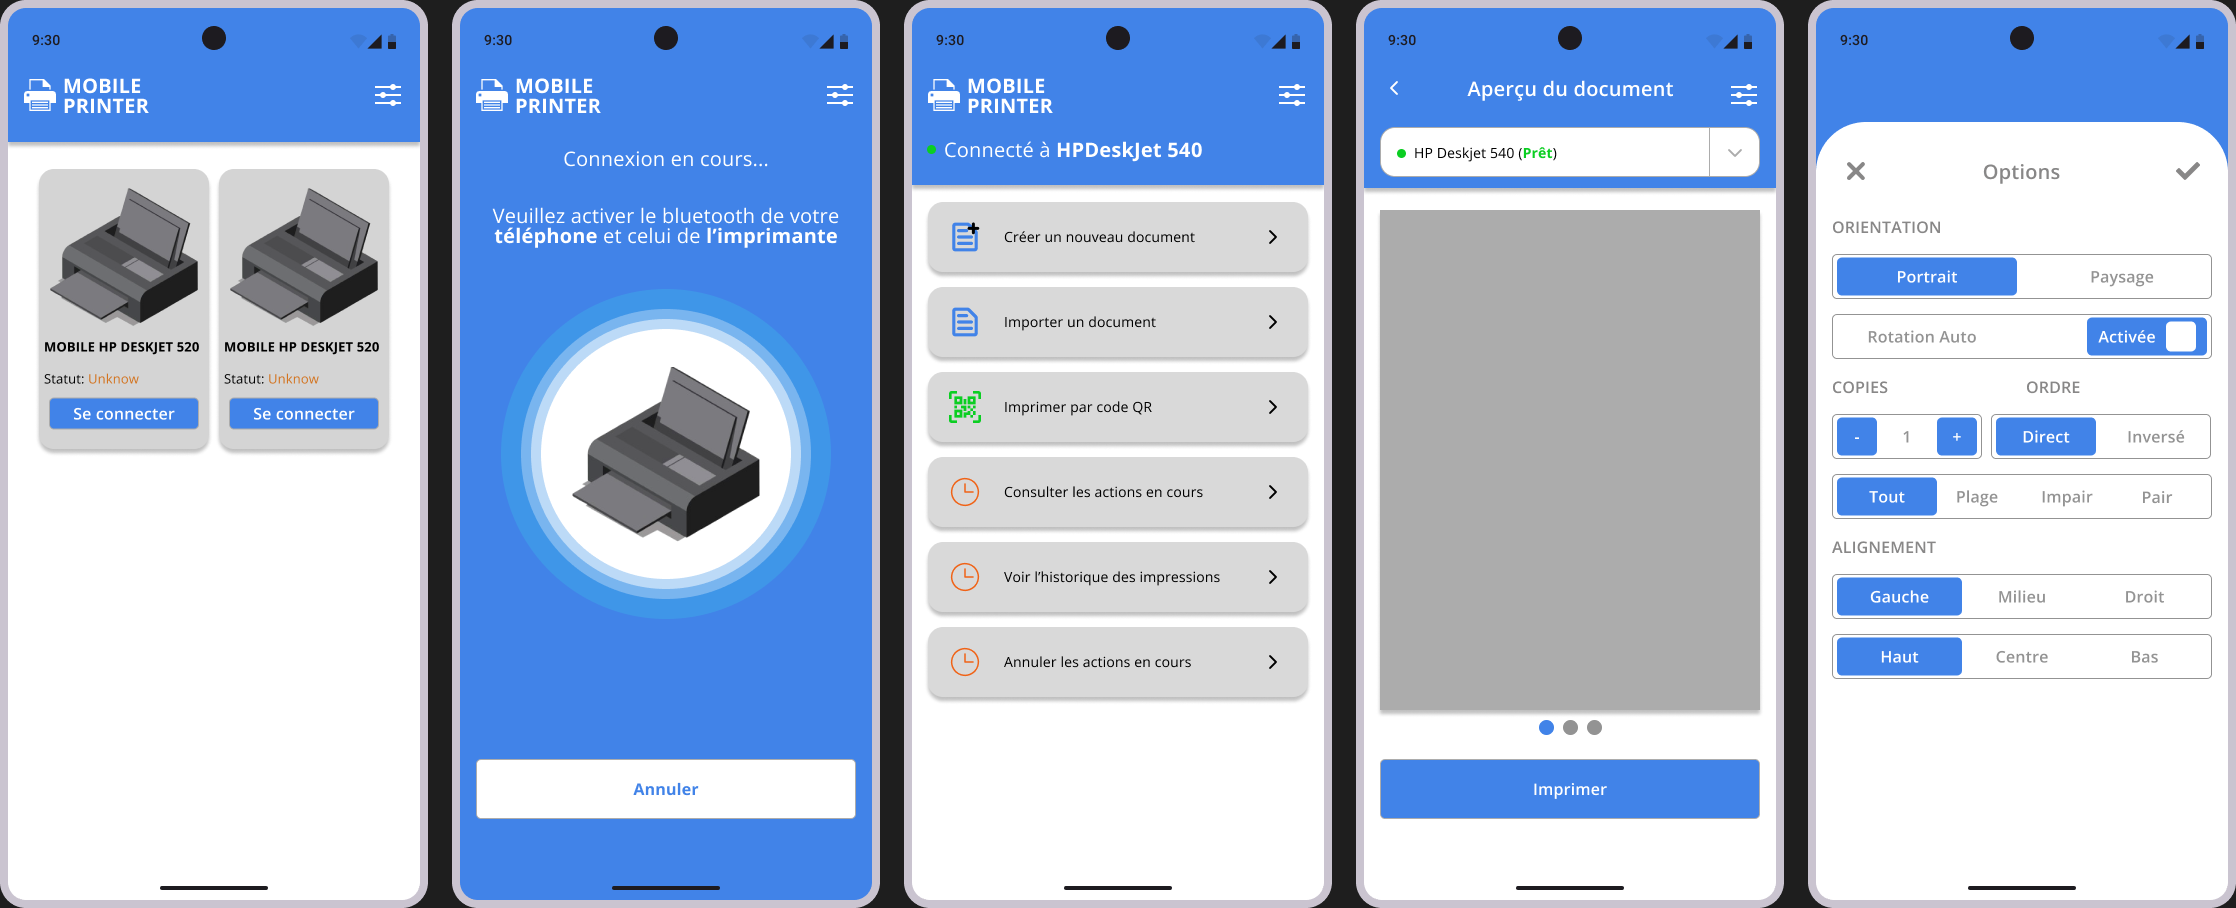 9:30
MOBILE
PRINTER
MOBILE HP DESKJET 520
Statut: Unknow
Se connecter
MOBILE HP DESKJET 520
Statut: Unknow
Se connecter
9:30
MOBILE
PRINTER
Connexion en cours...
Veuillez activer le bluetooth de votre
téléphone et celui de l’imprimante
Annuler
9:30
MOBILE
PRINTER
Connecté à HPDeskJet 540
Créer un nouveau document
Importer un document
Imprimer par code QR
Consulter les actions en cours
Voir l’historique des impressions
Annuler les actions en cours
9:30
Aperçu du document
HP Deskjet 540 (Prêt)
Imprimer
9:30
Options
ORIENTATION
Portrait Paysage
Rotation Auto Activée
COPIES ORDRE
- 1 + Direct Inversé
Tout Plage Impair Pair
ALIGNEMENT
Gauche Milieu Droit
Haut Centre Bas